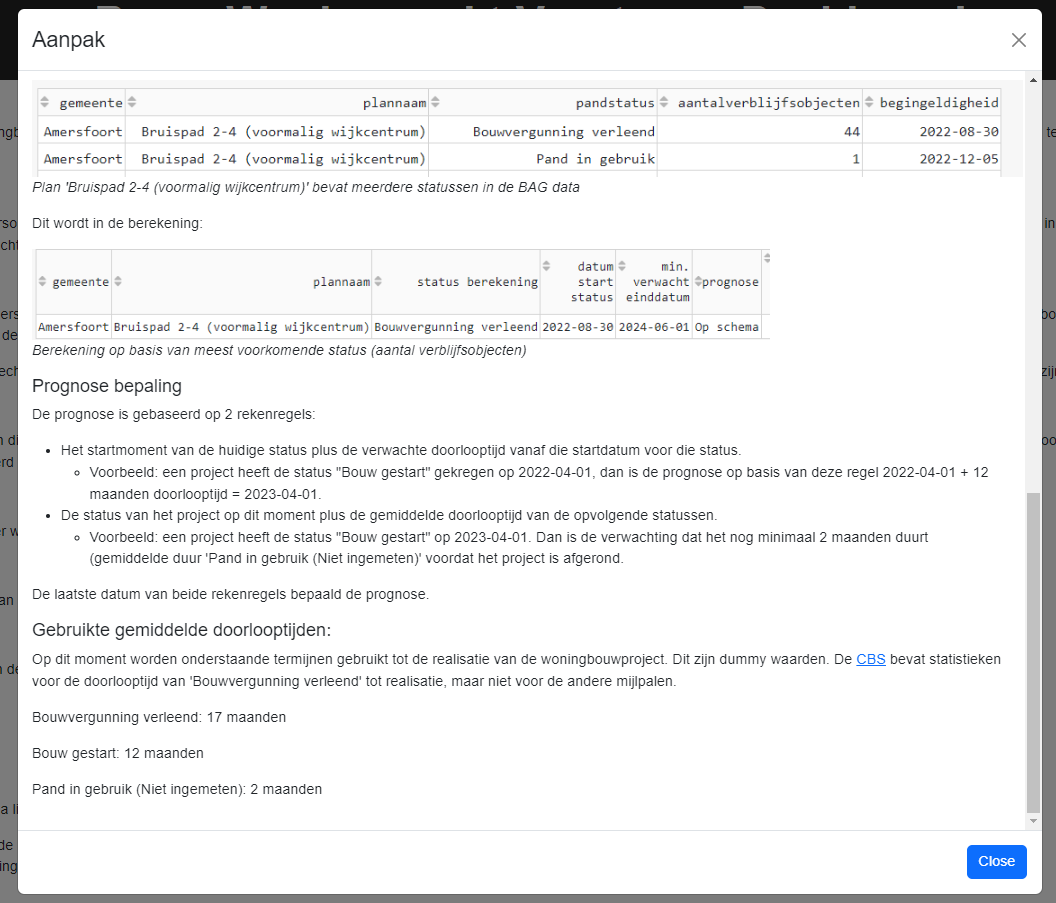 Aanpak
gemeente plannaam pandstatus aantalverblijfsobjecten begingeldigheid
Amersfoort Bruispad 2-4 (voormalig wijkcentrum) Bouwvergunning verleend 44 2022-08-30
Amersfoort Bruispad 2-4 (voormalig wijkcentrum) Pand in gebruik 1 2022-12-05
Plan 'Bruispad 2-4 (voormalig wijkcentrum)' bevat meerdere statussen in de BAG data
Dit wordt in de berekening:
gemeente plannaam status berekening datum start status min. verwacht einddatum prognose
Amersfoort Bruispad 2-4 (voormalig wijkcentrum) Bouwvergunning verleend 2022-08-30 2024-06-01 Op schema
Berekening op basis van meest voorkomende status (aantal verblijfsobjecten)
Prognose bepaling
De prognose is gebaseerd op 2 rekenregels:
• Het startmoment van de huidige status plus de verwachte doorlooptijd vanaf die startdatum voor die status.
◦ Voorbeeld: een project heeft de status "Bouw gestart" gekregen op 2022-04-01, dan is de prognose op basis van deze regel 2022-04-01 + 12
maanden doorlooptijd = 2023-04-01.
• De status van het project op dit moment plus de gemiddelde doorlooptijd van de opvolgende statussen.
◦ Voorbeeld: een project heeft de status "Bouw gestart" op 2023-04-01. Dan is de verwachting dat het nog minimaal 2 maanden duurt
(gemiddelde duur 'Pand in gebruik (Niet ingemeten)' voordat het project is afgerond.
De laatste datum van beide rekenregels bepaald de prognose.
Gebruikte gemiddelde doorlooptijden:
Op dit moment worden onderstaande termijnen gebruikt tot de realisatie van de woningbouwproject. Dit zijn dummy waarden. De CBS bevat statistieken
voor de doorlooptijd van 'Bouwvergunning verleend' tot realisatie, maar niet voor de andere mijlpalen.
Bouwvergunning verleend: 17 maanden
Bouw gestart: 12 maanden
Pand in gebruik (Niet ingemeten): 2 maanden
Close